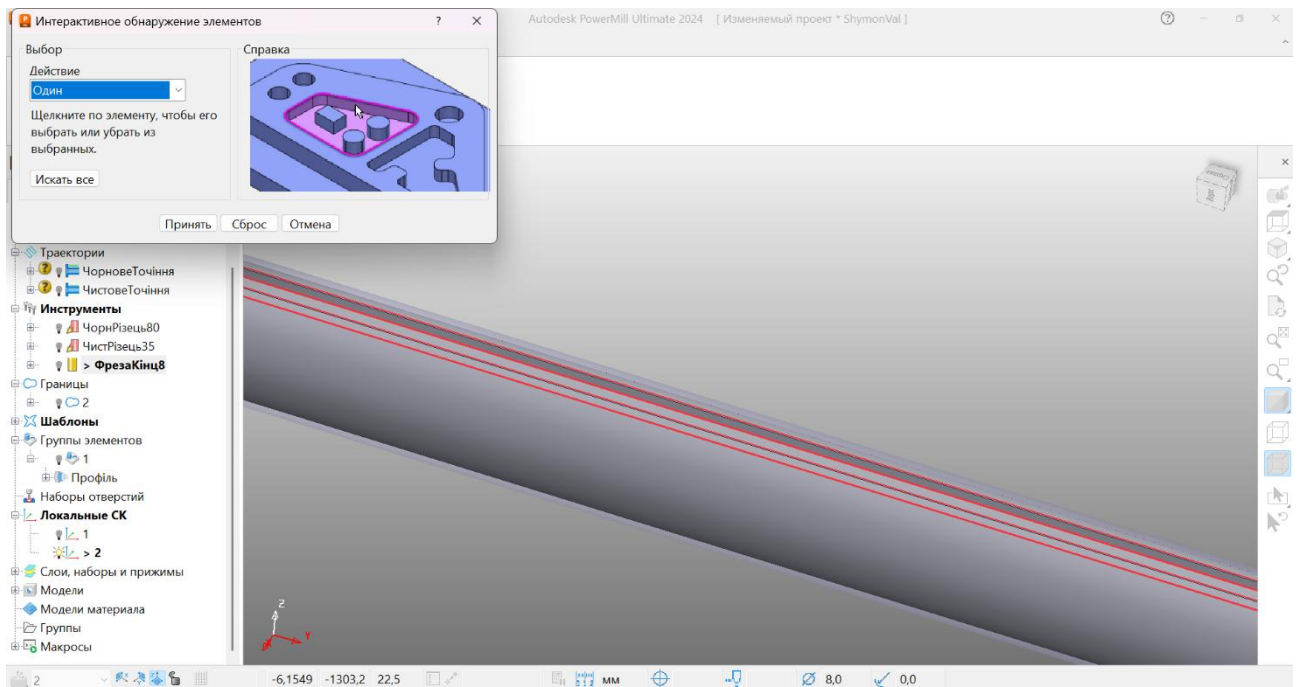 Интерактивное обнаружение элементов
?
Autodesk PowerMill Ultimate 2024 [ Изменяемый проект * ShymonVal ]
Выбор
Действие
Один
Щелкните по элементу, чтобы его
выбрать или убрать из
выбранных.
Искать все
Справка
Принять Сброс Отмена
Траектории
ЧорновеТочіння
ЧистовеТочіння
Инструменты
ЧорнРізець80
ЧистРізець35
> ФрезаКінц8
Границы
2
Шаблоны
Группы элементов
1
Профіль
Наборы отверстий
Локальные СК
1
> 2
Слои, наборы и прижимы
Модели
Модели материала
Группы
Макросы
Z
Y
2
-6,1549 -1303,2 22,5
мм
8,0
0,0